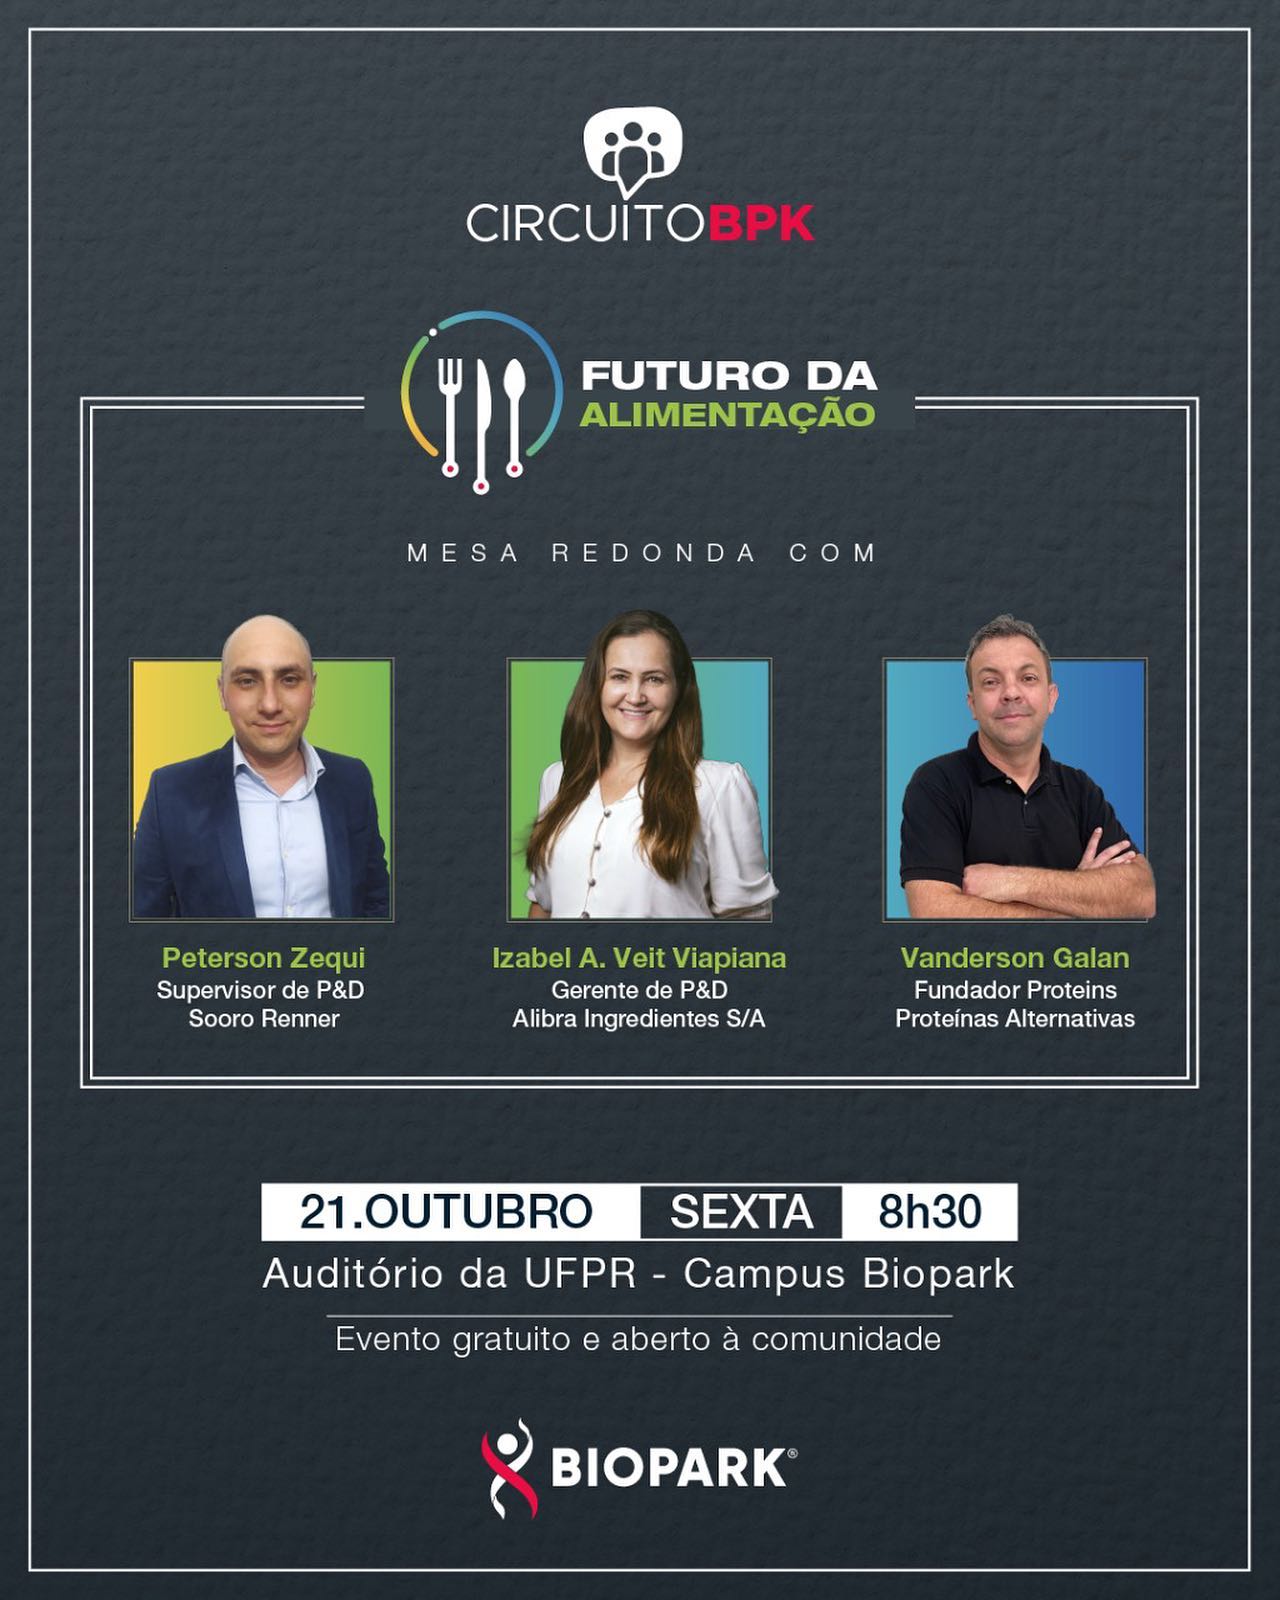 CIRCUITOBPK
FUTURO DA
ALIMENTAÇÃO
MESA REDONDA COM
Peterson Zequi
Supervisor de P&D
Sooro Renner
Izabel A. Veit Viapiana
Gerente de P&D
Alibra Ingredientes S/A
Vanderson Galan
Fundador Proteins
Proteínas Alternativas
21.OUTUBRO SEXTA 8h30
Auditório da UFPR - Campus Biopark
Evento gratuito e aberto à comunidade
BIOPARK®